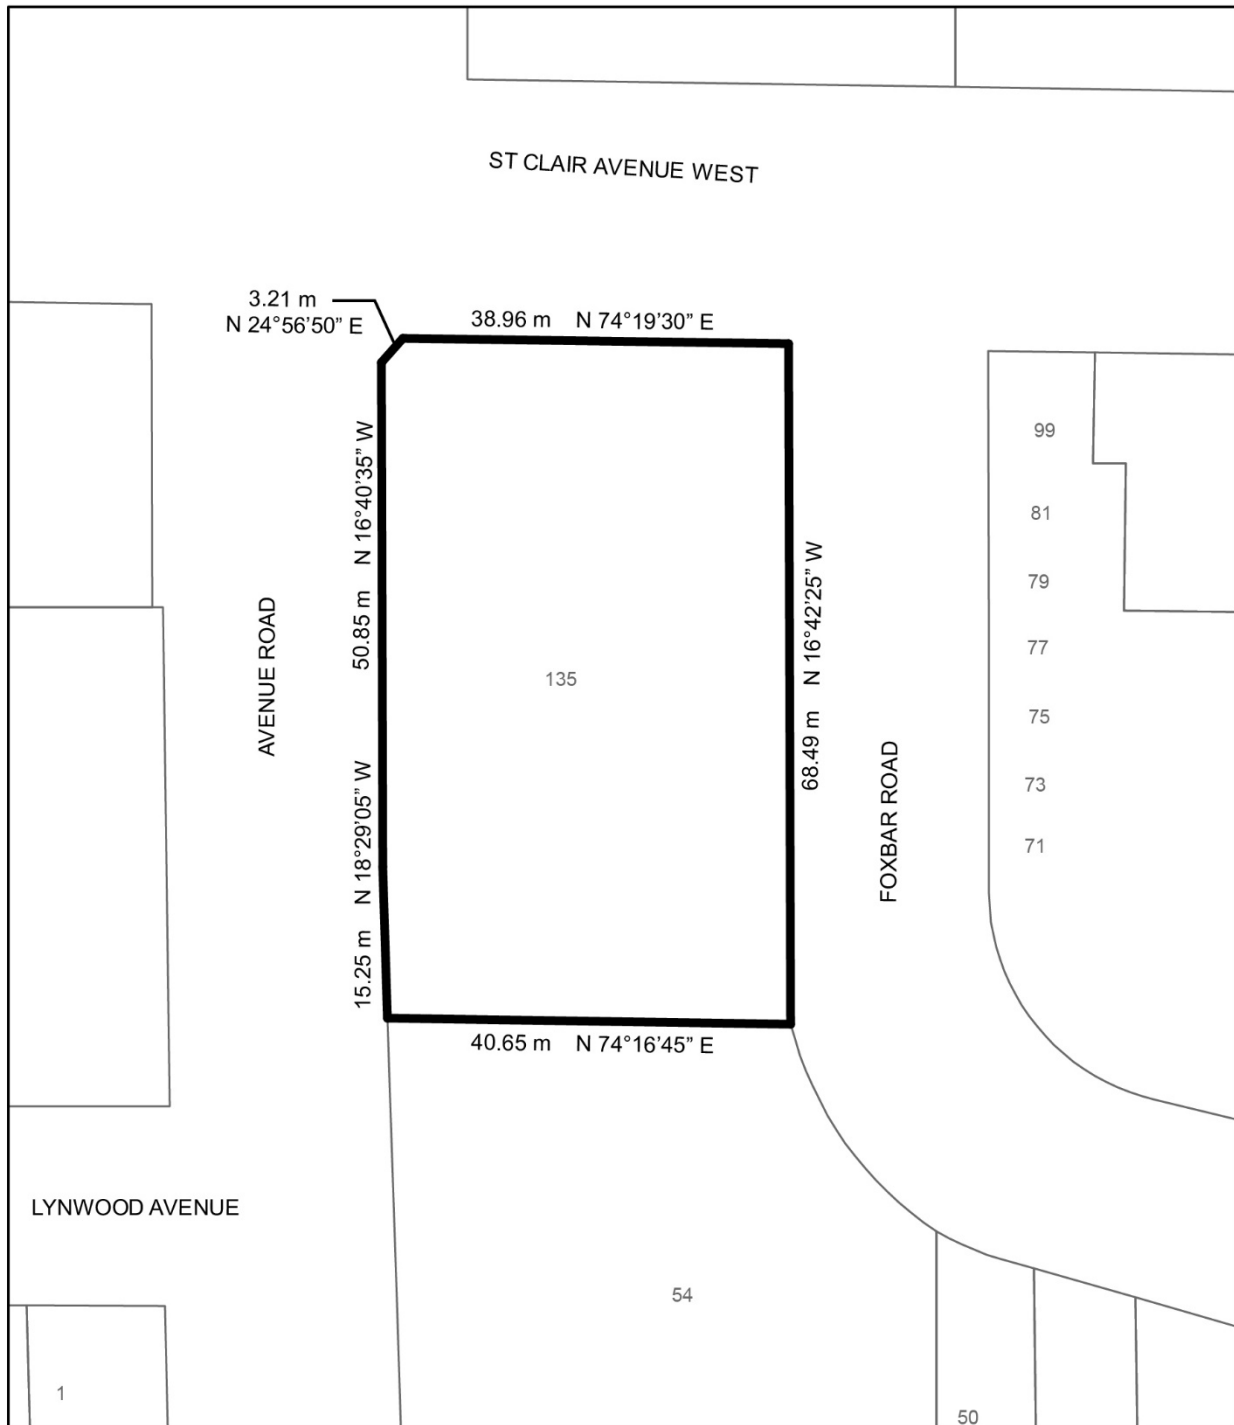 ST CLAIR AVENUE WEST
3.21 m
N 24°56’50” E
38.96 m N 74°19’30” E
99
N 16°40’35” W
81
N 16°42’25” W
79
50.85 m
77
AVENUE ROAD
135
75
68.49 m
73
N 18°29’05” W
FOXBAR ROAD
71
15.25 m
40.65 m N 74°16’45” E
LYNWOOD AVENUE
54
1
50